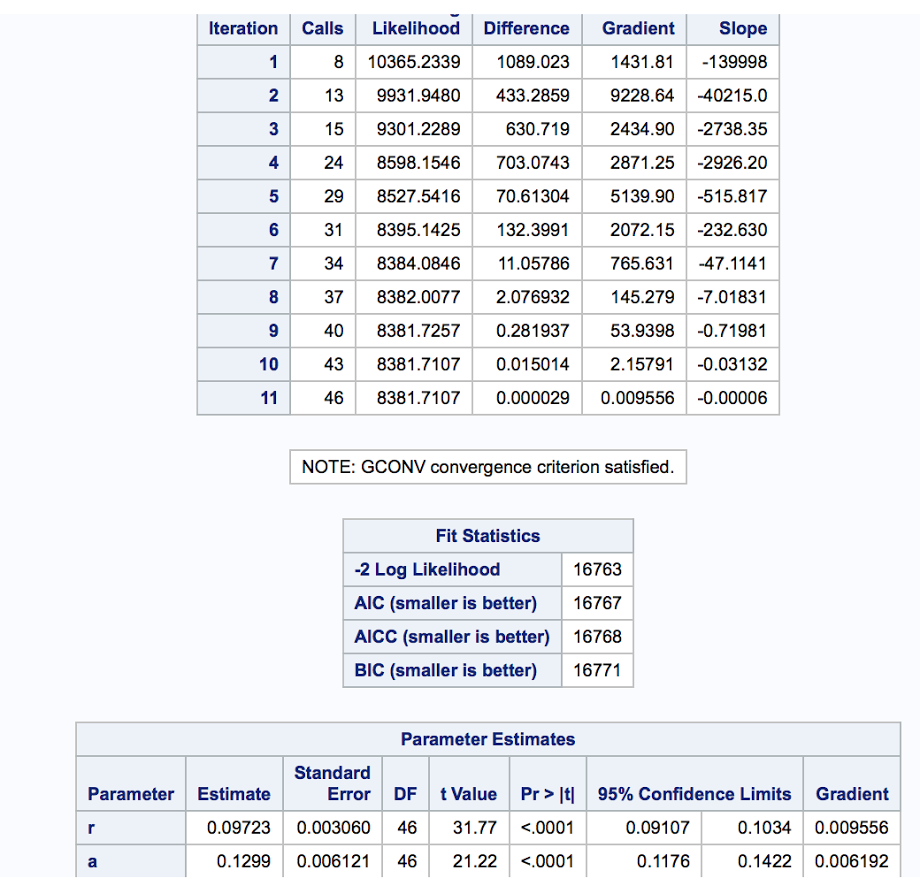 Iteration Calls Likelihood Difference Gradient Slope
1 8 10365.2339 1089.023 1431.81 -139998
2 13 9931.9480 433.2859 9228.64 -40215.0
3 15 9301.2289 630.719 2434.90 -2738.35
4 24 8598.1546 703.0743 2871.25 -2926.20
5 29 8527.5416 70.61304 5139.90 -515.817
6 31 8395.1425 132.3991 2072.15 -232.630
7 34 8384.0846 11.05786 765.631 -47.1141
8 37 8382.0077 2.076932 145.279 -7.01831
9 40 8381.7257 0.281937 53.9398 -0.71981
10 43 8381.7107 0.015014 2.15791 -0.03132
11 46 8381.7107 0.000029 0.009556 -0.00006
NOTE: GCONV convergence criterion satisfied.
Fit Statistics
-2 Log Likelihood 16763
AIC (smaller is better) 16767
AICC (smaller is better) 16768
BIC (smaller is better) 16771
Parameter Estimates
Standard
Parameter Estimate Error DF t Value Pr > |t| 95% Confidence Limits Gradient
r 0.09723 0.003060 46 31.77 <.0001 0.09107 0.1034 0.009556
a 0.1299 0.006121 46 21.22 <.0001 0.1176 0.1422 0.006192